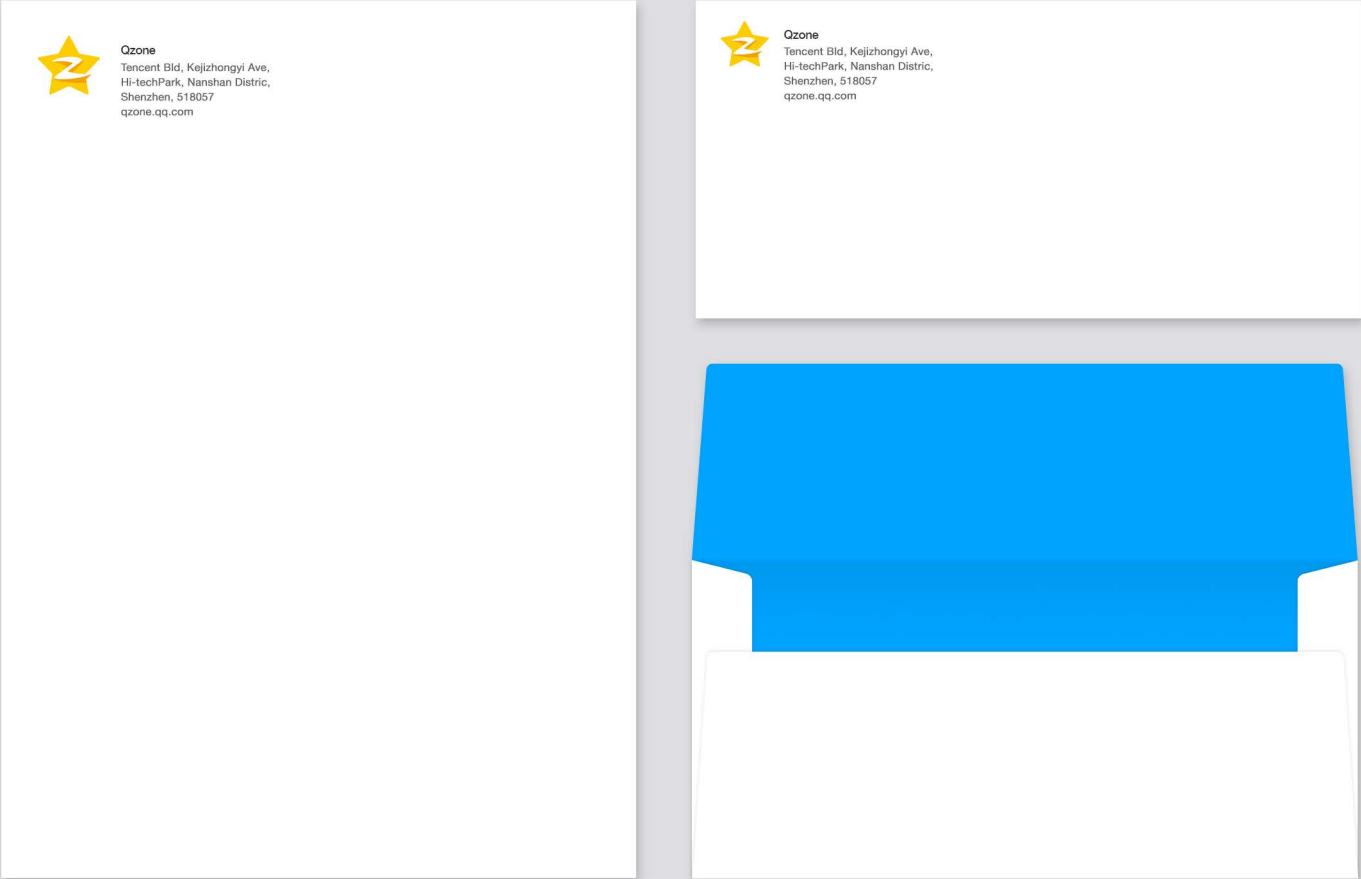 Qzone
Tencent Bld, Kejizhongyi Ave,
Hi-techPark, Nanshan Distric,
Shenzhen, 518057
qzone.qq.com
Qzone
Tencent Bld, Kejizhongyi Ave,
Hi-techPark, Nanshan Distric,
Shenzhen, 518057
qzone.qq.com